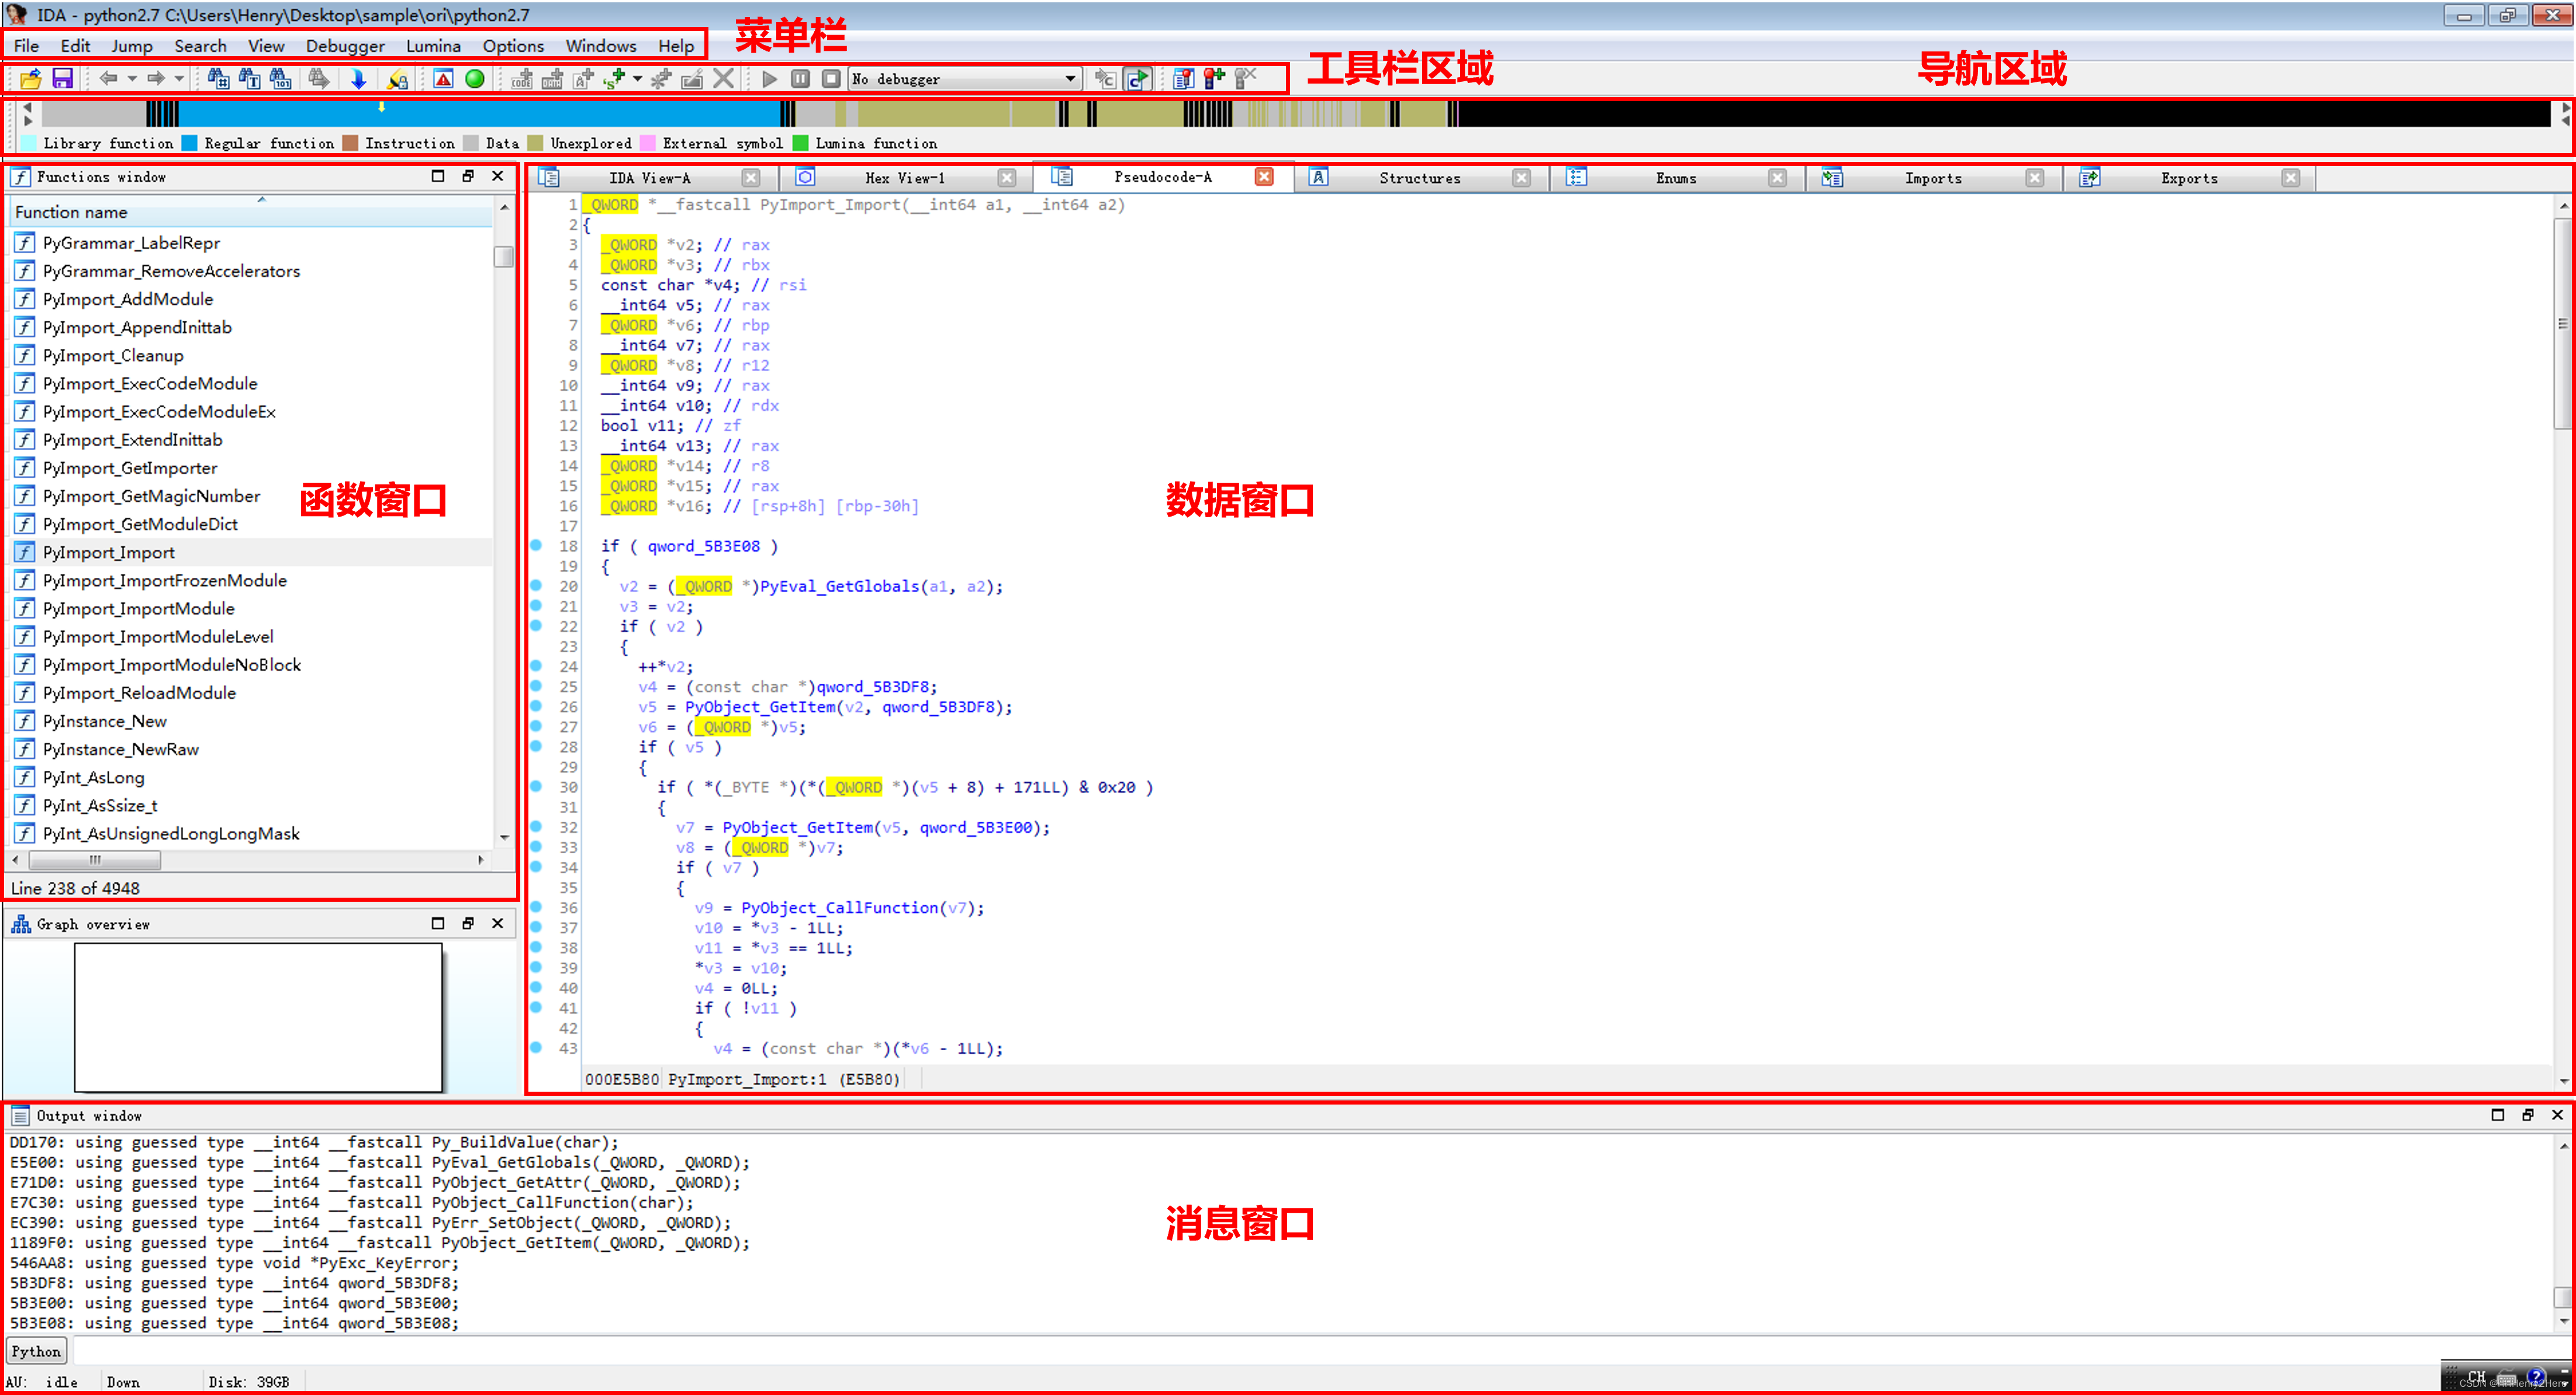 IDA - python2.7 C:\Users\Henry\Desktop\sample\ori\python2.7
File Edit Jump Search View Debugger Lumina Options Windows Help
菜单栏
No debugger
工具栏区域
导航区域
Library function Regular function Instruction Data Unexplored External symbol Lumina function
Functions window
Function name
PyGrammar_LabelRepr
PyGrammar_RemoveAccelerators
PyImport_AddModule
PyImport_AppendInittab
PyImport_Cleanup
PyImport_ExecCodeModule
PyImport_ExecCodeModuleEx
PyImport_ExtendInittab
PyImport_GetImporter
PyImport_GetMagicNumber
PyImport_GetModuleDict
PyImport_Import
PyImport_ImportFrozenModule
PyImport_ImportModule
PyImport_ImportModuleLevel
PyImport_ImportModuleNoBlock
PyImport_ReloadModule
PyInstance_New
PyInstance_NewRaw
PyInt_AsLong
PyInt_AsSsize_t
PyInt_AsUnsignedLongLongMask
函数窗口
Line 238 of 4948
Graph overview
IDA View-A Hex View-1 Pseudocode-A Structures Enums Imports Exports
1 _QWORD *__fastcall PyImport_Import(__int64 a1, __int64 a2)
2 {
3 _QWORD *v2; // rax
4 _QWORD *v3; // rbx
5 const char *v4; // rsi
6 __int64 v5; // rax
7 _QWORD *v6; // rbp
8 __int64 v7; // rax
9 _QWORD *v8; // r12
10 __int64 v9; // rax
11 __int64 v10; // rdx
12 bool v11; // zf
13 __int64 v13; // rax
14 _QWORD *v14; // r8
15 _QWORD *v15; // rax
16 _QWORD *v16; // [rsp+8h] [rbp-30h]
17
18 if ( qword_5B3E08 )
19 {
20 v2 = (_QWORD *)PyEval_GetGlobals(a1, a2);
21 v3 = v2;
22 if ( v2 )
23 {
24 ++*v2;
25 v4 = (const char *)qword_5B3DF8;
26 v5 = PyObject_GetItem(v2, qword_5B3DF8);
27 v6 = (_QWORD *)v5;
28 if ( v5 )
29 {
30 if ( *(_BYTE *)(*(_QWORD *)(v5 + 8) + 171LL) & 0x20 )
31 {
32 v7 = PyObject_GetItem(v5, qword_5B3E00);
33 v8 = (_QWORD *)v7;
34 if ( v7 )
35 {
36 v9 = PyObject_CallFunction(v7);
37 v10 = *v3 - 1LL;
38 v11 = *v3 == 1LL;
39 *v3 = v10;
40 v4 = 0LL;
41 if ( !v11 )
42 {
43 v4 = (const char *)(*v6 - 1LL);
数据窗口
000E5B80 PyImport_Import:1 (E5B80)
Output window
DD170: using guessed type __int64 __fastcall Py_BuildValue(char);
E5E00: using guessed type __int64 __fastcall PyEval_GetGlobals(_QWORD, _QWORD);
E71D0: using guessed type __int64 __fastcall PyObject_GetAttr(_QWORD, _QWORD);
E7C30: using guessed type __int64 __fastcall PyObject_CallFunction(char);
EC390: using guessed type __int64 __fastcall PyErr_SetObject(_QWORD, _QWORD);
1189F0: using guessed type __int64 __fastcall PyObject_GetItem(_QWORD, _QWORD);
546AA8: using guessed type void *PyExc_KeyError;
5B3DF8: using guessed type __int64 qword_5B3DF8;
5B3E00: using guessed type __int64 qword_5B3E00;
5B3E08: using guessed type __int64 qword_5B3E08;
消息窗口
Python
AU: idle Down Disk: 39GB
CH
CSDN